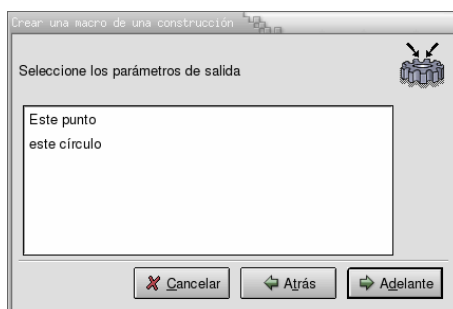 Crear una macro de una construcción
Seleccione los parámetros de salida
Este punto
este círculo
Cancelar
Atrás
Adelante